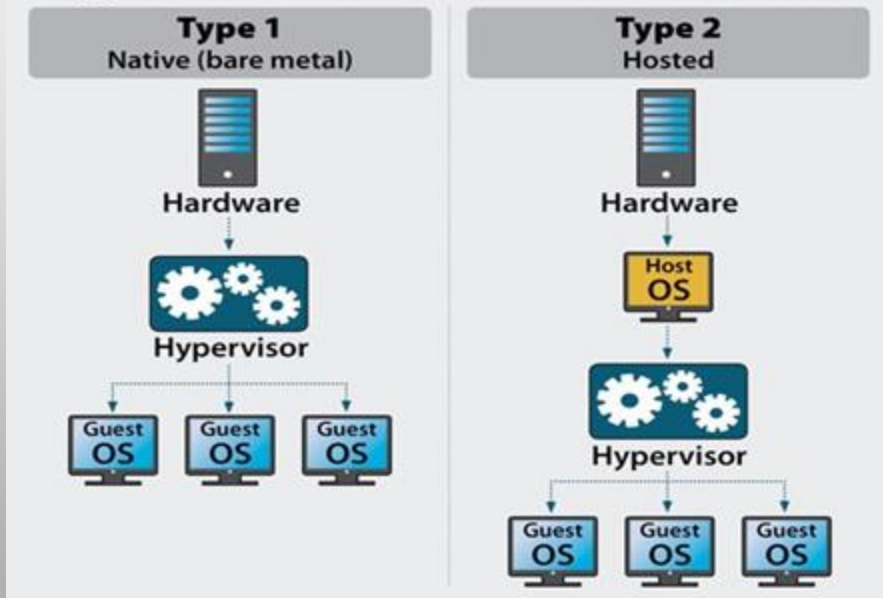 Type 1
Native (bare metal)
Hardware
Hypervisor
Guest
OS
Guest
OS
Guest
OS
Type 2
Hosted
Hardware
Host
OS
Hypervisor
Guest
OS
Guest
OS
Guest
OS